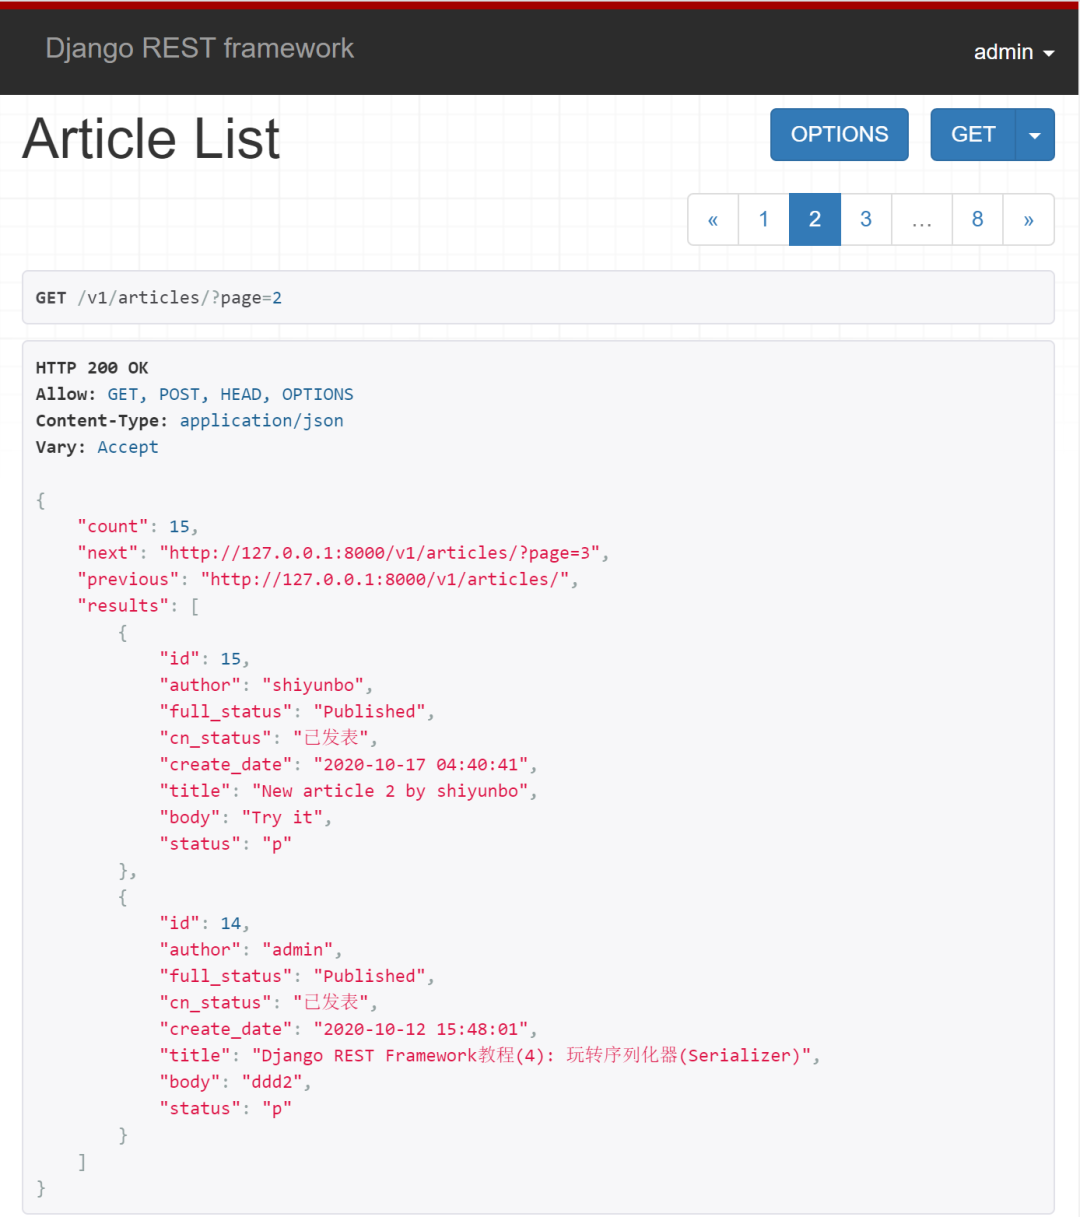 Django REST framework
admin
Article List
OPTIONS GET
« 1 2 3 … 8 »
GET /v1/articles/?page=2
HTTP 200 OK
Allow: GET, POST, HEAD, OPTIONS
Content-Type: application/json
Vary: Accept
{
"count": 15,
"next": "http://127.0.0.1:8000/v1/articles/?page=3",
"previous": "http://127.0.0.1:8000/v1/articles/",
"results": [
{
"id": 15,
"author": "shiyunbo",
"full_status": "Published",
"cn_status": "已发表",
"create_date": "2020-10-17 04:40:41",
"title": "New article 2 by shiyunbo",
"body": "Try it",
"status": "p"
},
{
"id": 14,
"author": "admin",
"full_status": "Published",
"cn_status": "已发表",
"create_date": "2020-10-12 15:48:01",
"title": "Django REST Framework教程(4): 玩转序列化器(Serializer)",
"body": "ddd2",
"status": "p"
}
]
}